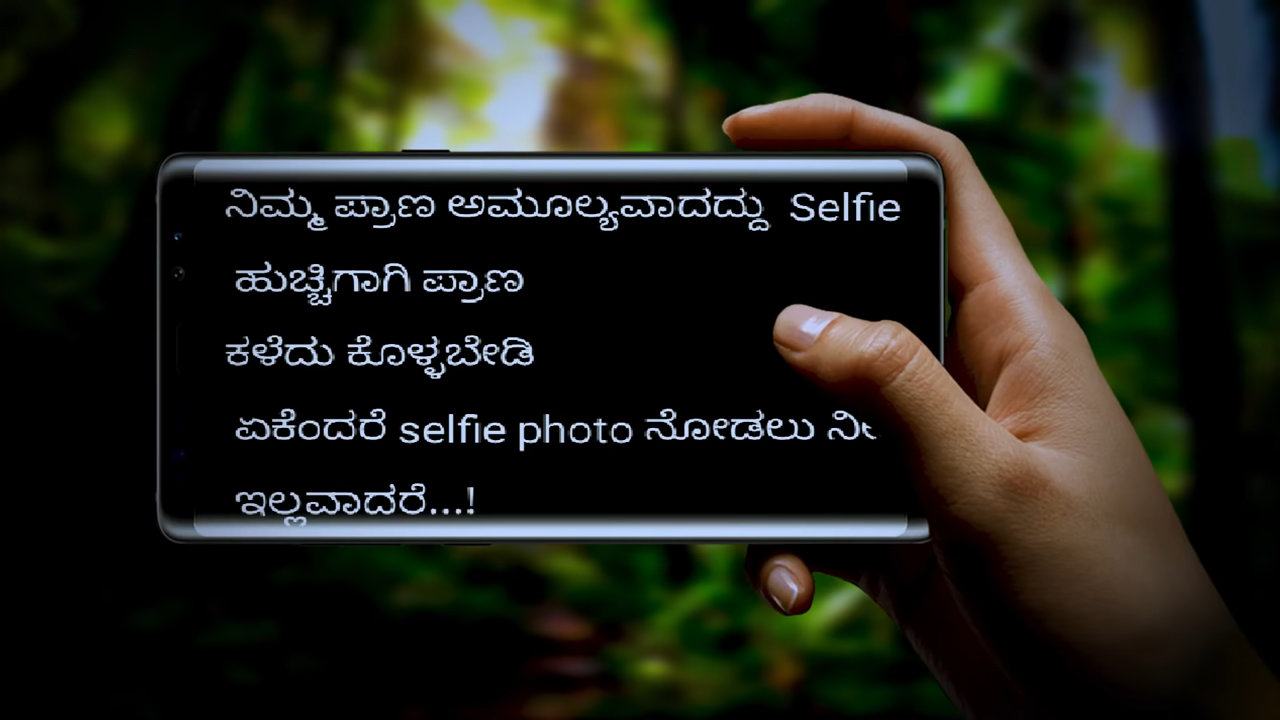 ನಿಮ್ಮ ಪ್ರಾಣ ಅಮೂಲ್ಯವಾದದ್ದು Selfie
ಹುಚ್ಚಿಗಾಗಿ ಪ್ರಾಣ
ಕಳೆದು ಕೊಳ್ಳಬೇಡಿ
ಏಕೆಂದರೆ selfie photo ನೋಡಲು
ಇಲ್ಲವಾದರೆ...!